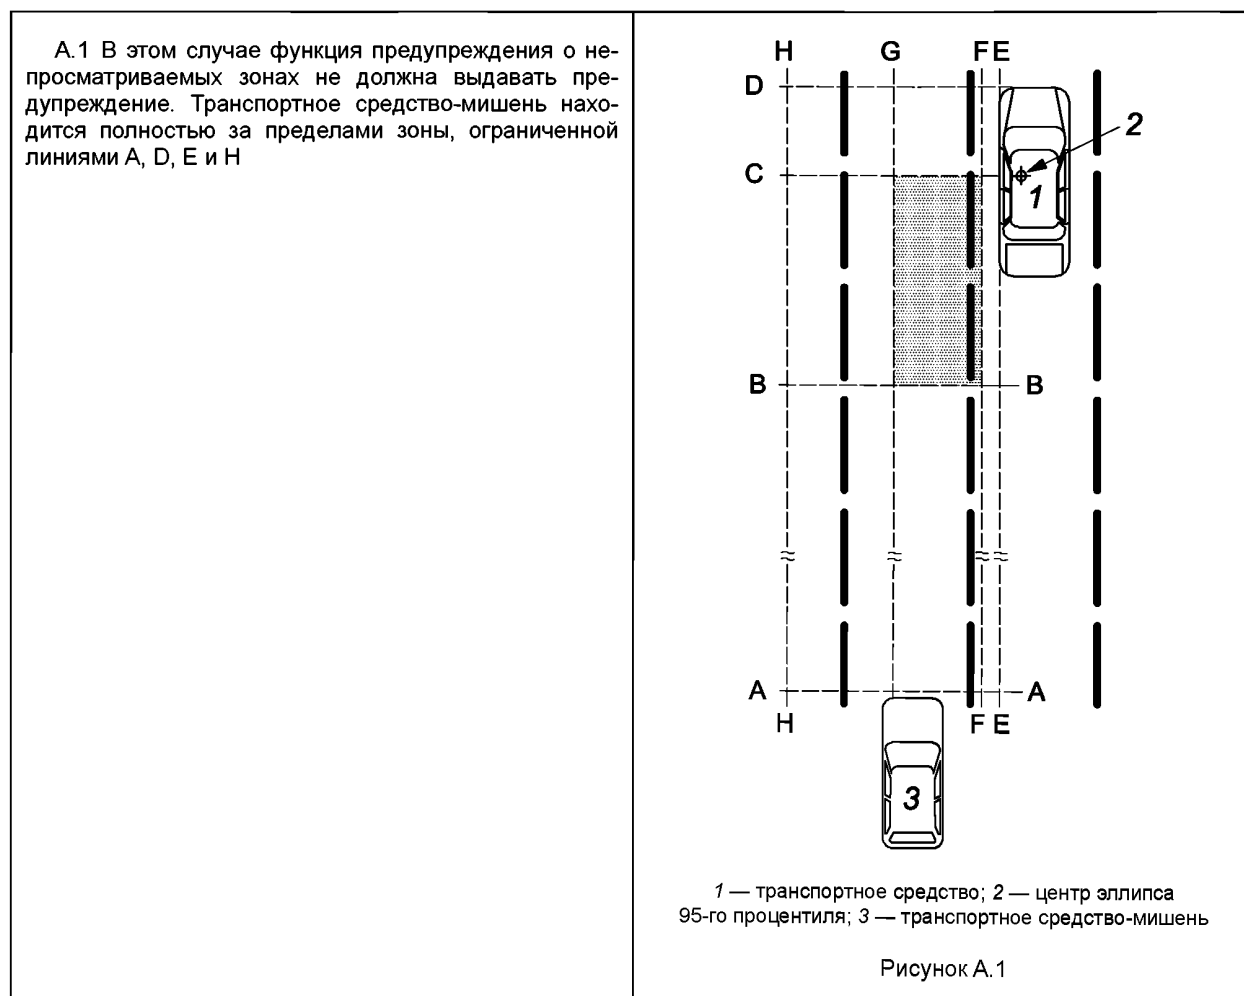 А.1 В этом случае функция предупреждения о не-
просматриваемых зонах не должна выдавать пре-
дупреждение. Транспортное средство-мишень нахо-
дится полностью за пределами зоны, ограниченной
линиями A, D, E и H
H G F E
D
2
C
1
B B
A A
H F E
3
1 — транспортное средство; 2 — центр эллипса
95-го процентиля; 3 — транспортное средство-мишень
Рисунок А.1